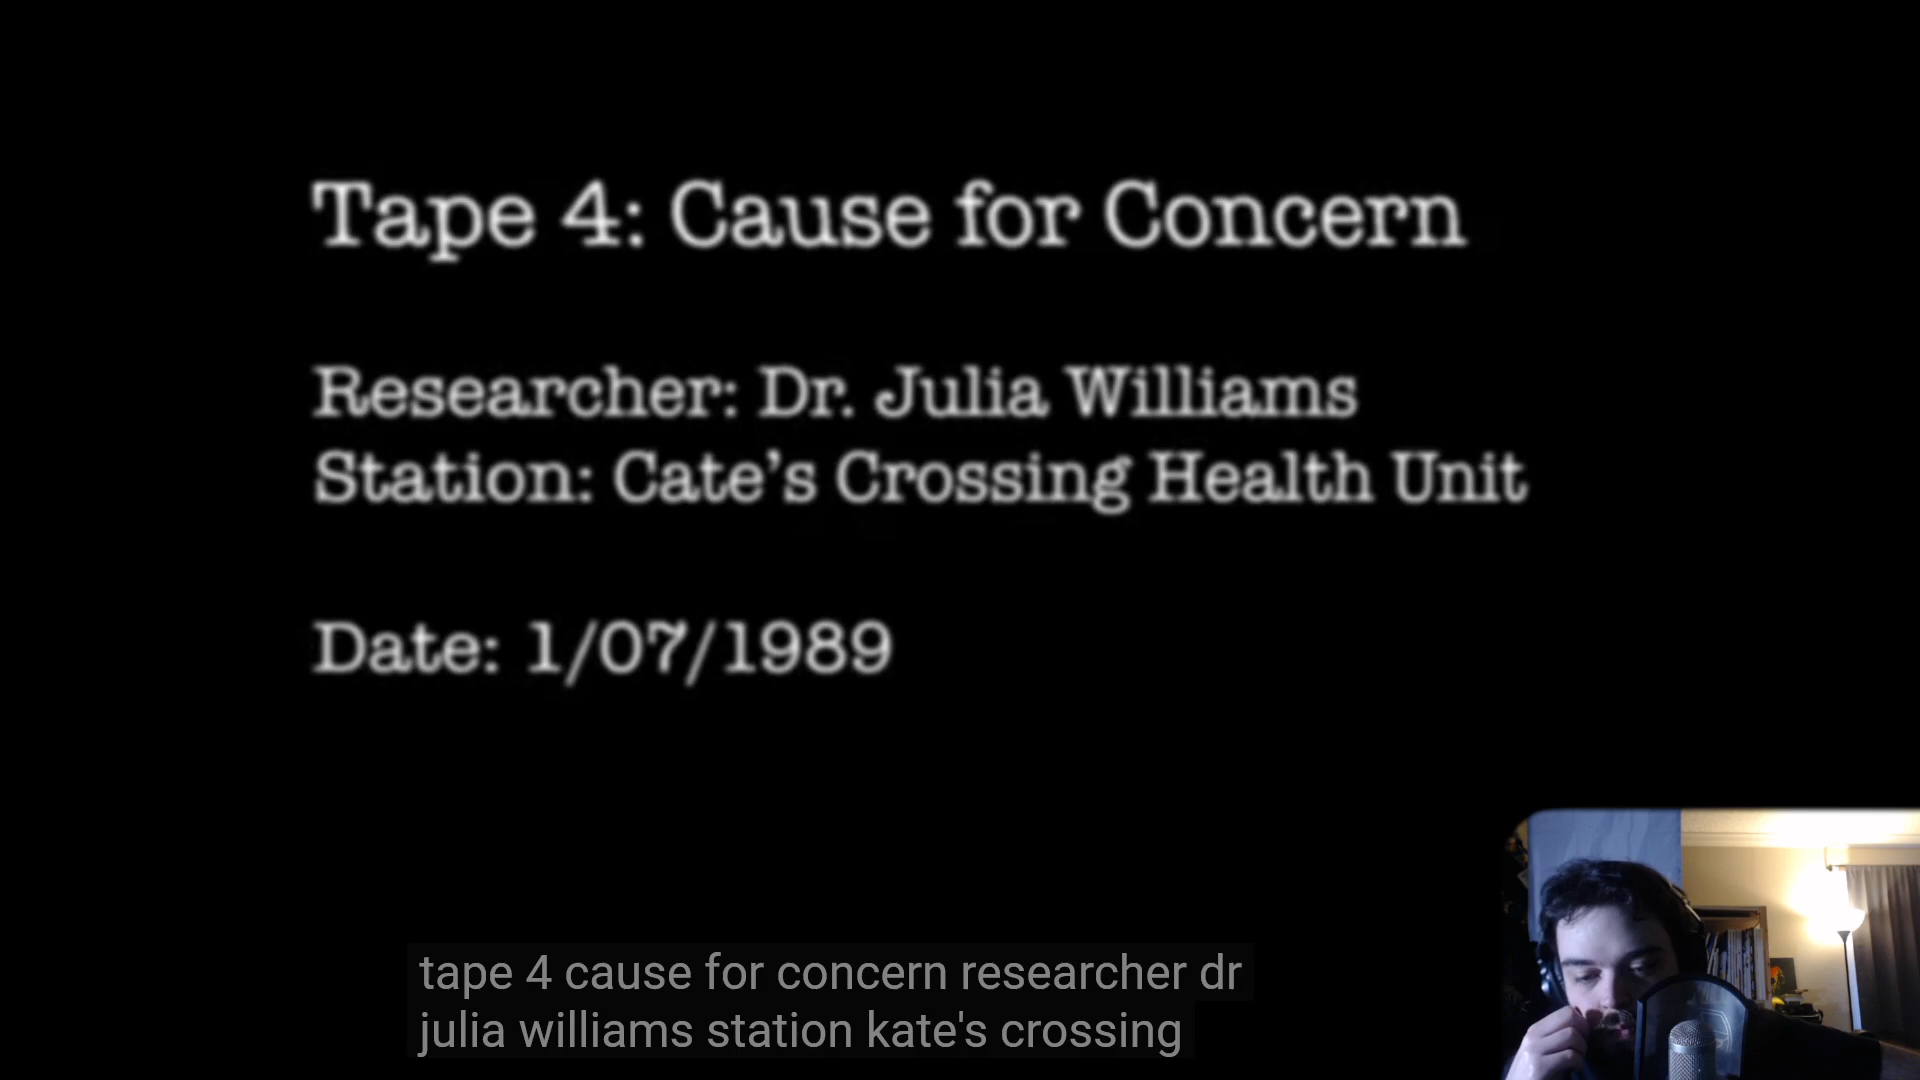 Tape 4: Cause for Concern
Researcher: Dr. Julia Williams
Station: Cate’s Crossing Health Unit
Date: 1/07/1989
tape 4 cause for concern researcher dr
julia williams station kate's crossing